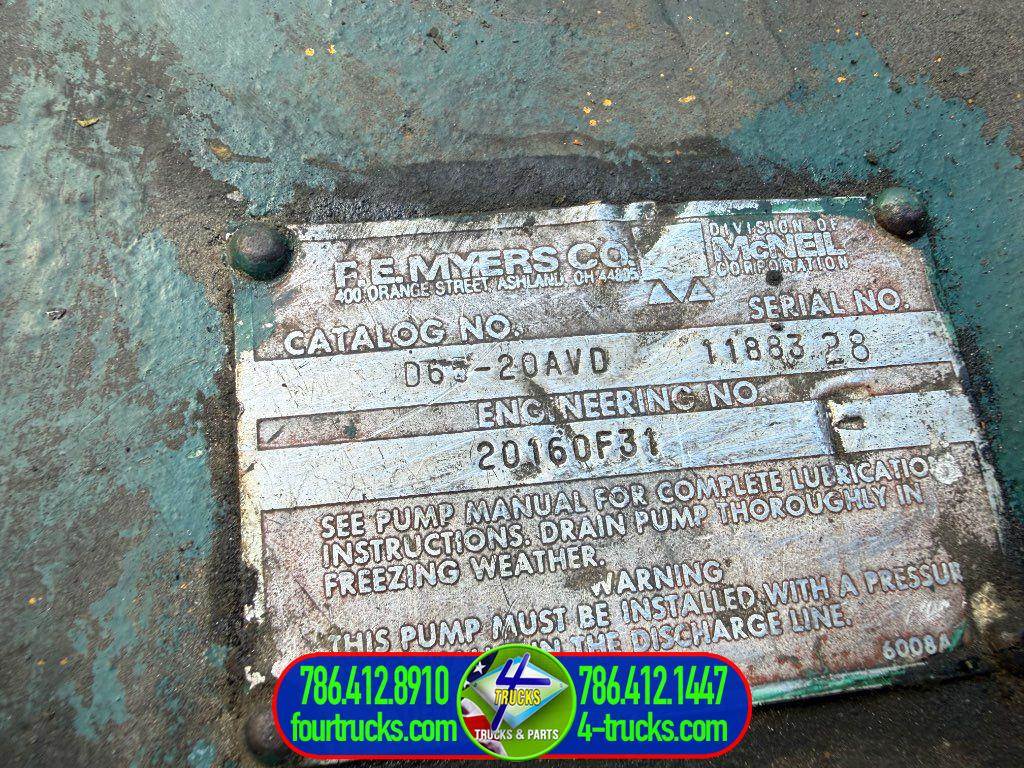 F.E. MYERS CO.
400 ORANGE STREET, ASHLAND, OH 44805
DIVISION OF
McNEIL
CORPORATION
CATALOG NO.
SERIAL NO.
D65-20AVD
11883 28
ENGINEERING NO.
20160F31
SEE PUMP MANUAL FOR COMPLETE LUBRICATIO
INSTRUCTIONS. DRAIN PUMP THOROUGHLY IN
FREEZING WEATHER.
WARNING
THIS PUMP MUST BE INSTALLED WITH A PRESSUR
IN THE DISCHARGE LINE.
6008A
786.412.8910
fourtrucks.com
4
TRUCKS
TRUCKS & PARTS
786.412.1447
4-trucks.com